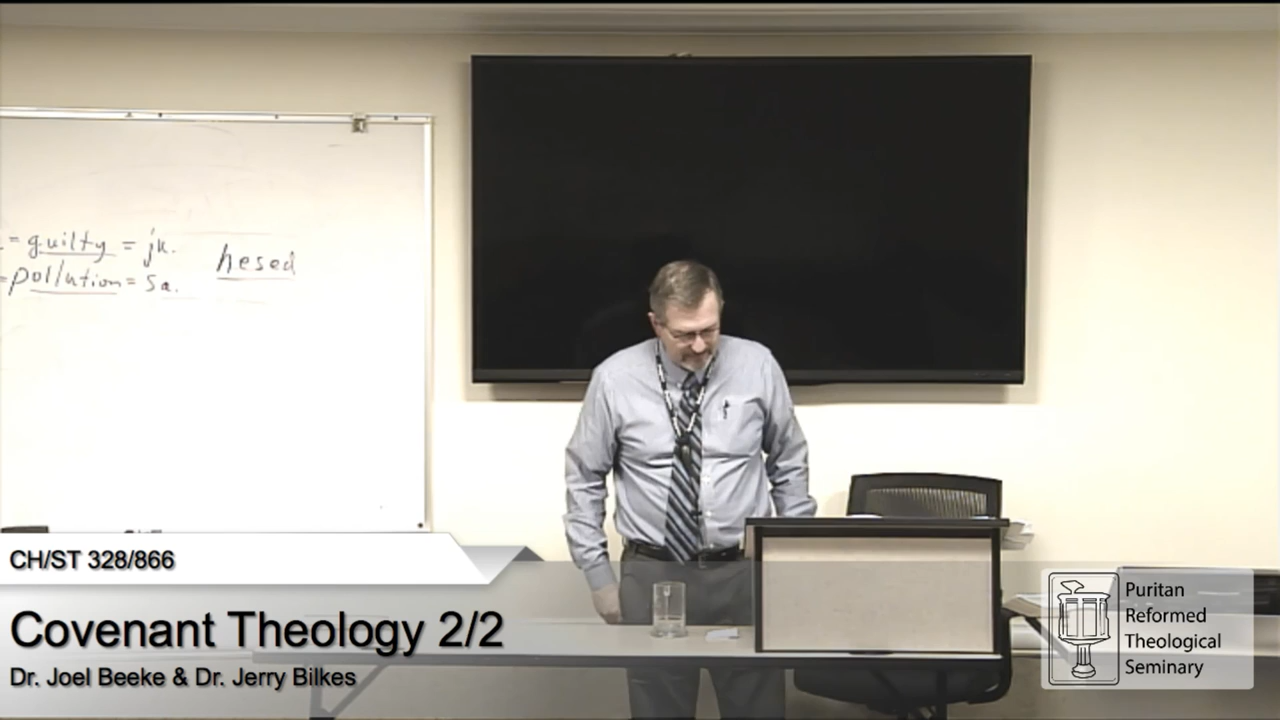 = guilty = jk. hesed
= pollution = sa.
CH/ST 328/866
Covenant Theology 2/2
Dr. Joel Beeke & Dr. Jerry Bilkes
Puritan
Reformed
Theological
Seminary